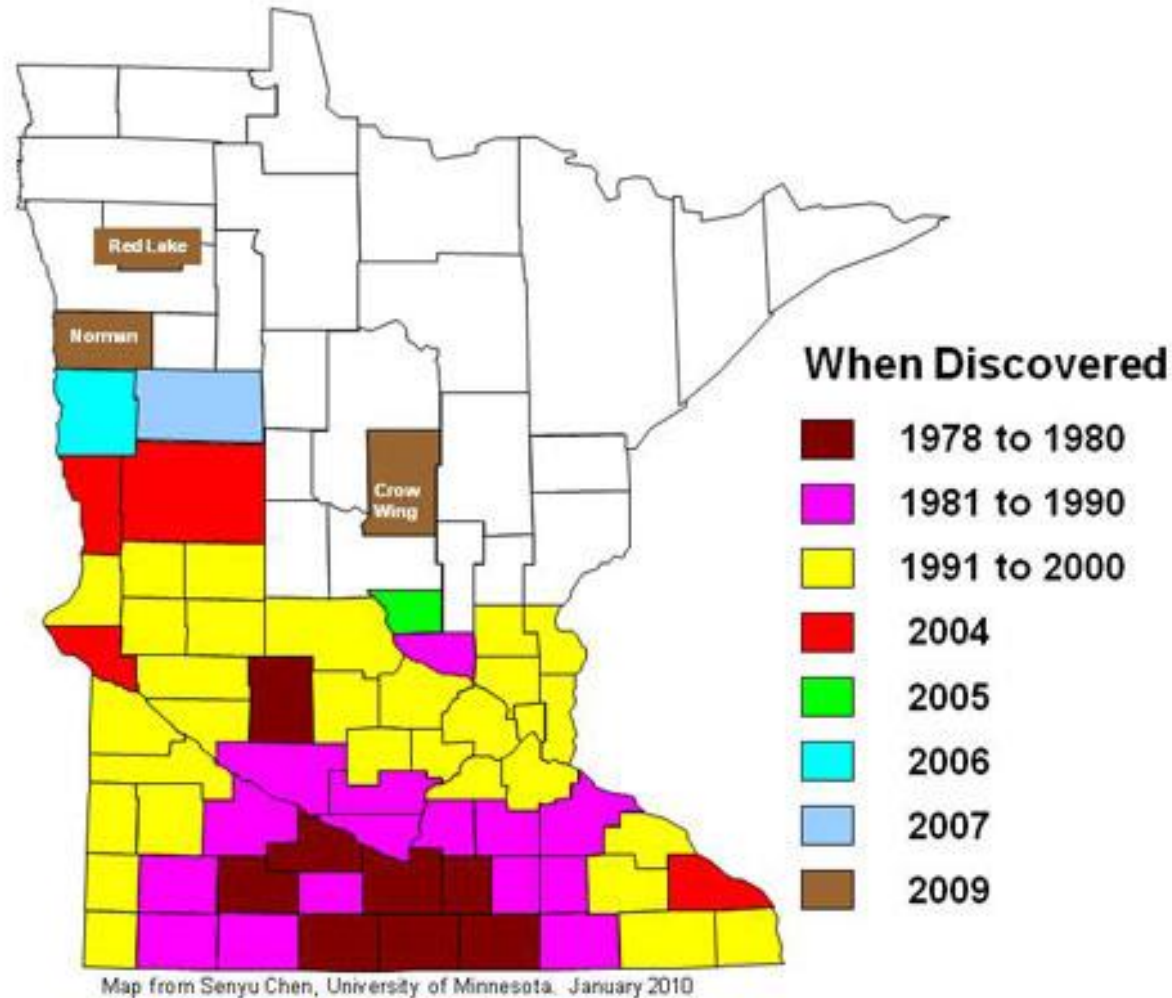 Red Lake
Norman
Crow
Wing
When Discovered
1978 to 1980
1981 to 1990
1991 to 2000
2004
2005
2006
2007
2009
Map from Senyu Chen, University of Minnesota. January 2010